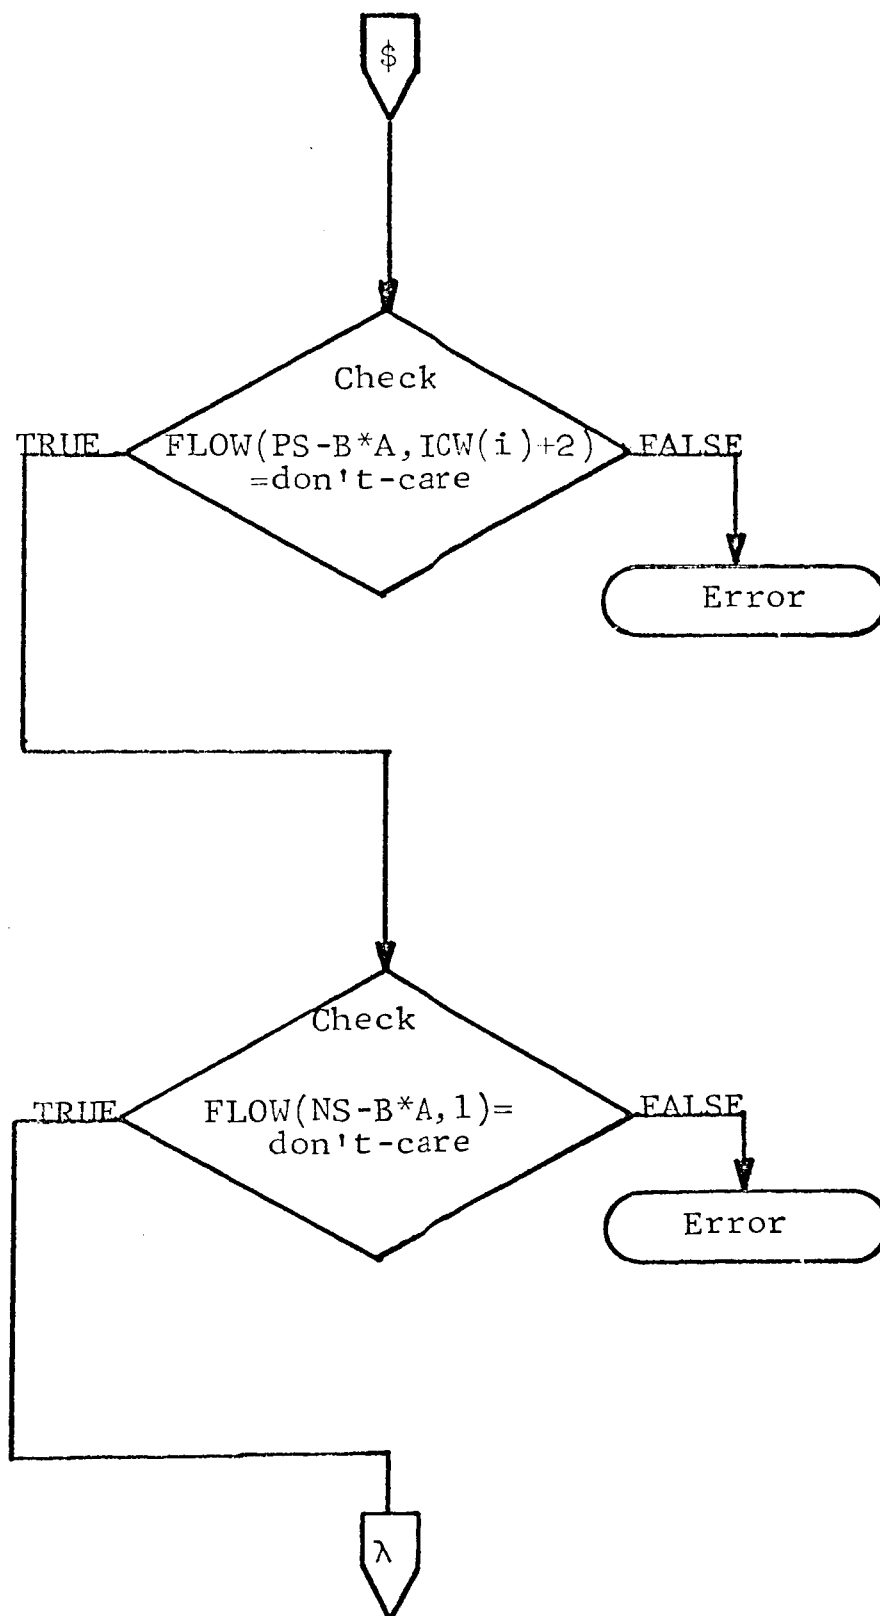 $
Check
TRUE FLOW(PS-B*A,ICW(i)+2) FALSE
=don't-care
Error
Check
TRUE FLOW(NS-B*A,1)= FALSE
don't-care
Error
λ